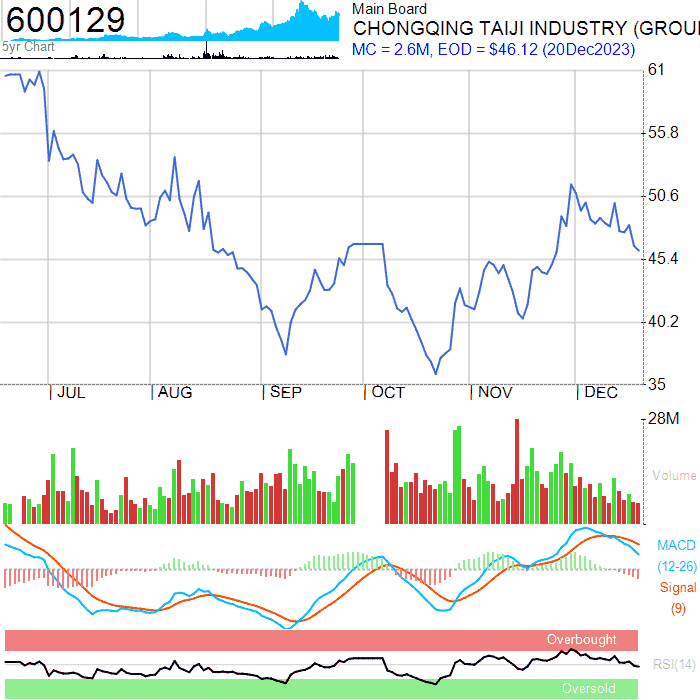 600129
5yr Chart
Main Board
CHONGQING TAIJI INDUSTRY (GROU
MC = 2.6M, EOD = $46.12 (20Dec2023)
61
55.8
50.6
45.4
40.2
35
JUL AUG SEP OCT NOV DEC
28M
Volume
MACD
(12-26)
Signal
(9)
Overbought
RSI(14)
Oversold